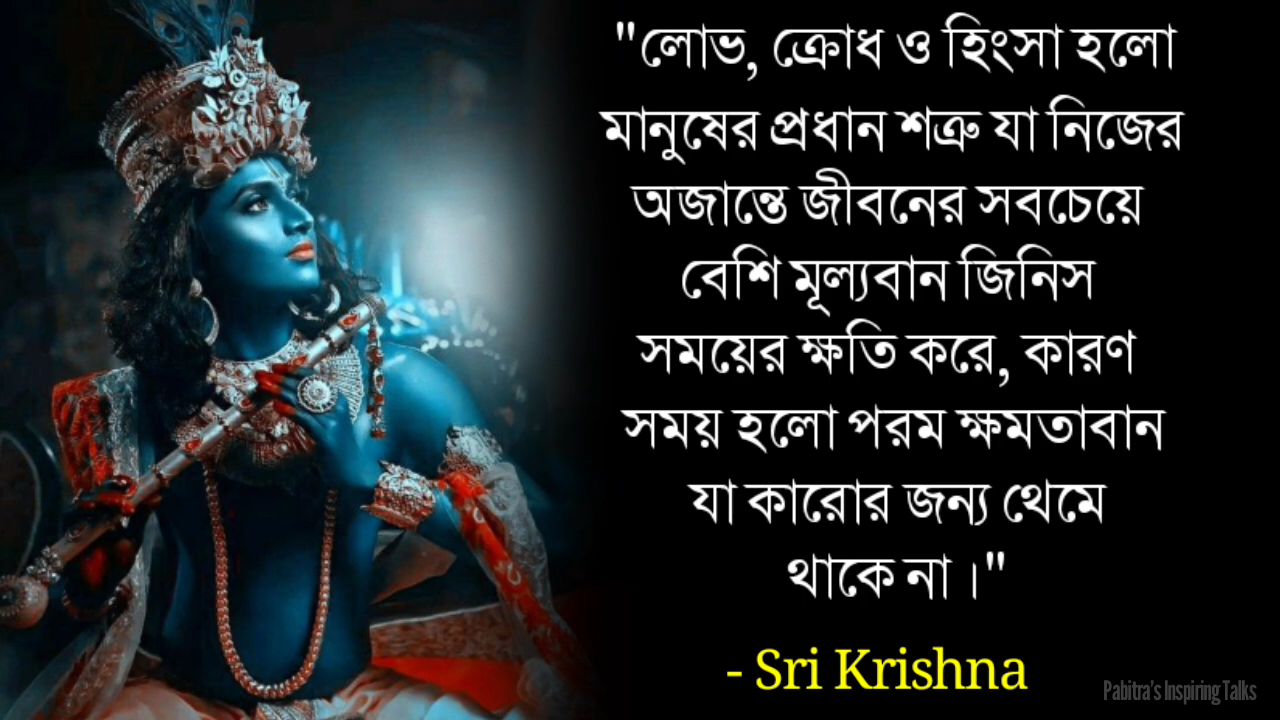 "লোভ, ক্রোধ ও হিংসা হলো
মানুষের প্রধান শত্রু যা নিজের
অজান্তে জীবনের সবচেয়ে
বেশি মূল্যবান জিনিস
সময়ের ক্ষতি করে, কারণ
সময় হলো পরম ক্ষমতাবান
যা কারোর জন্য থেমে
থাকে না।"
- Sri Krishna
Pabitra's Inspiring Talks